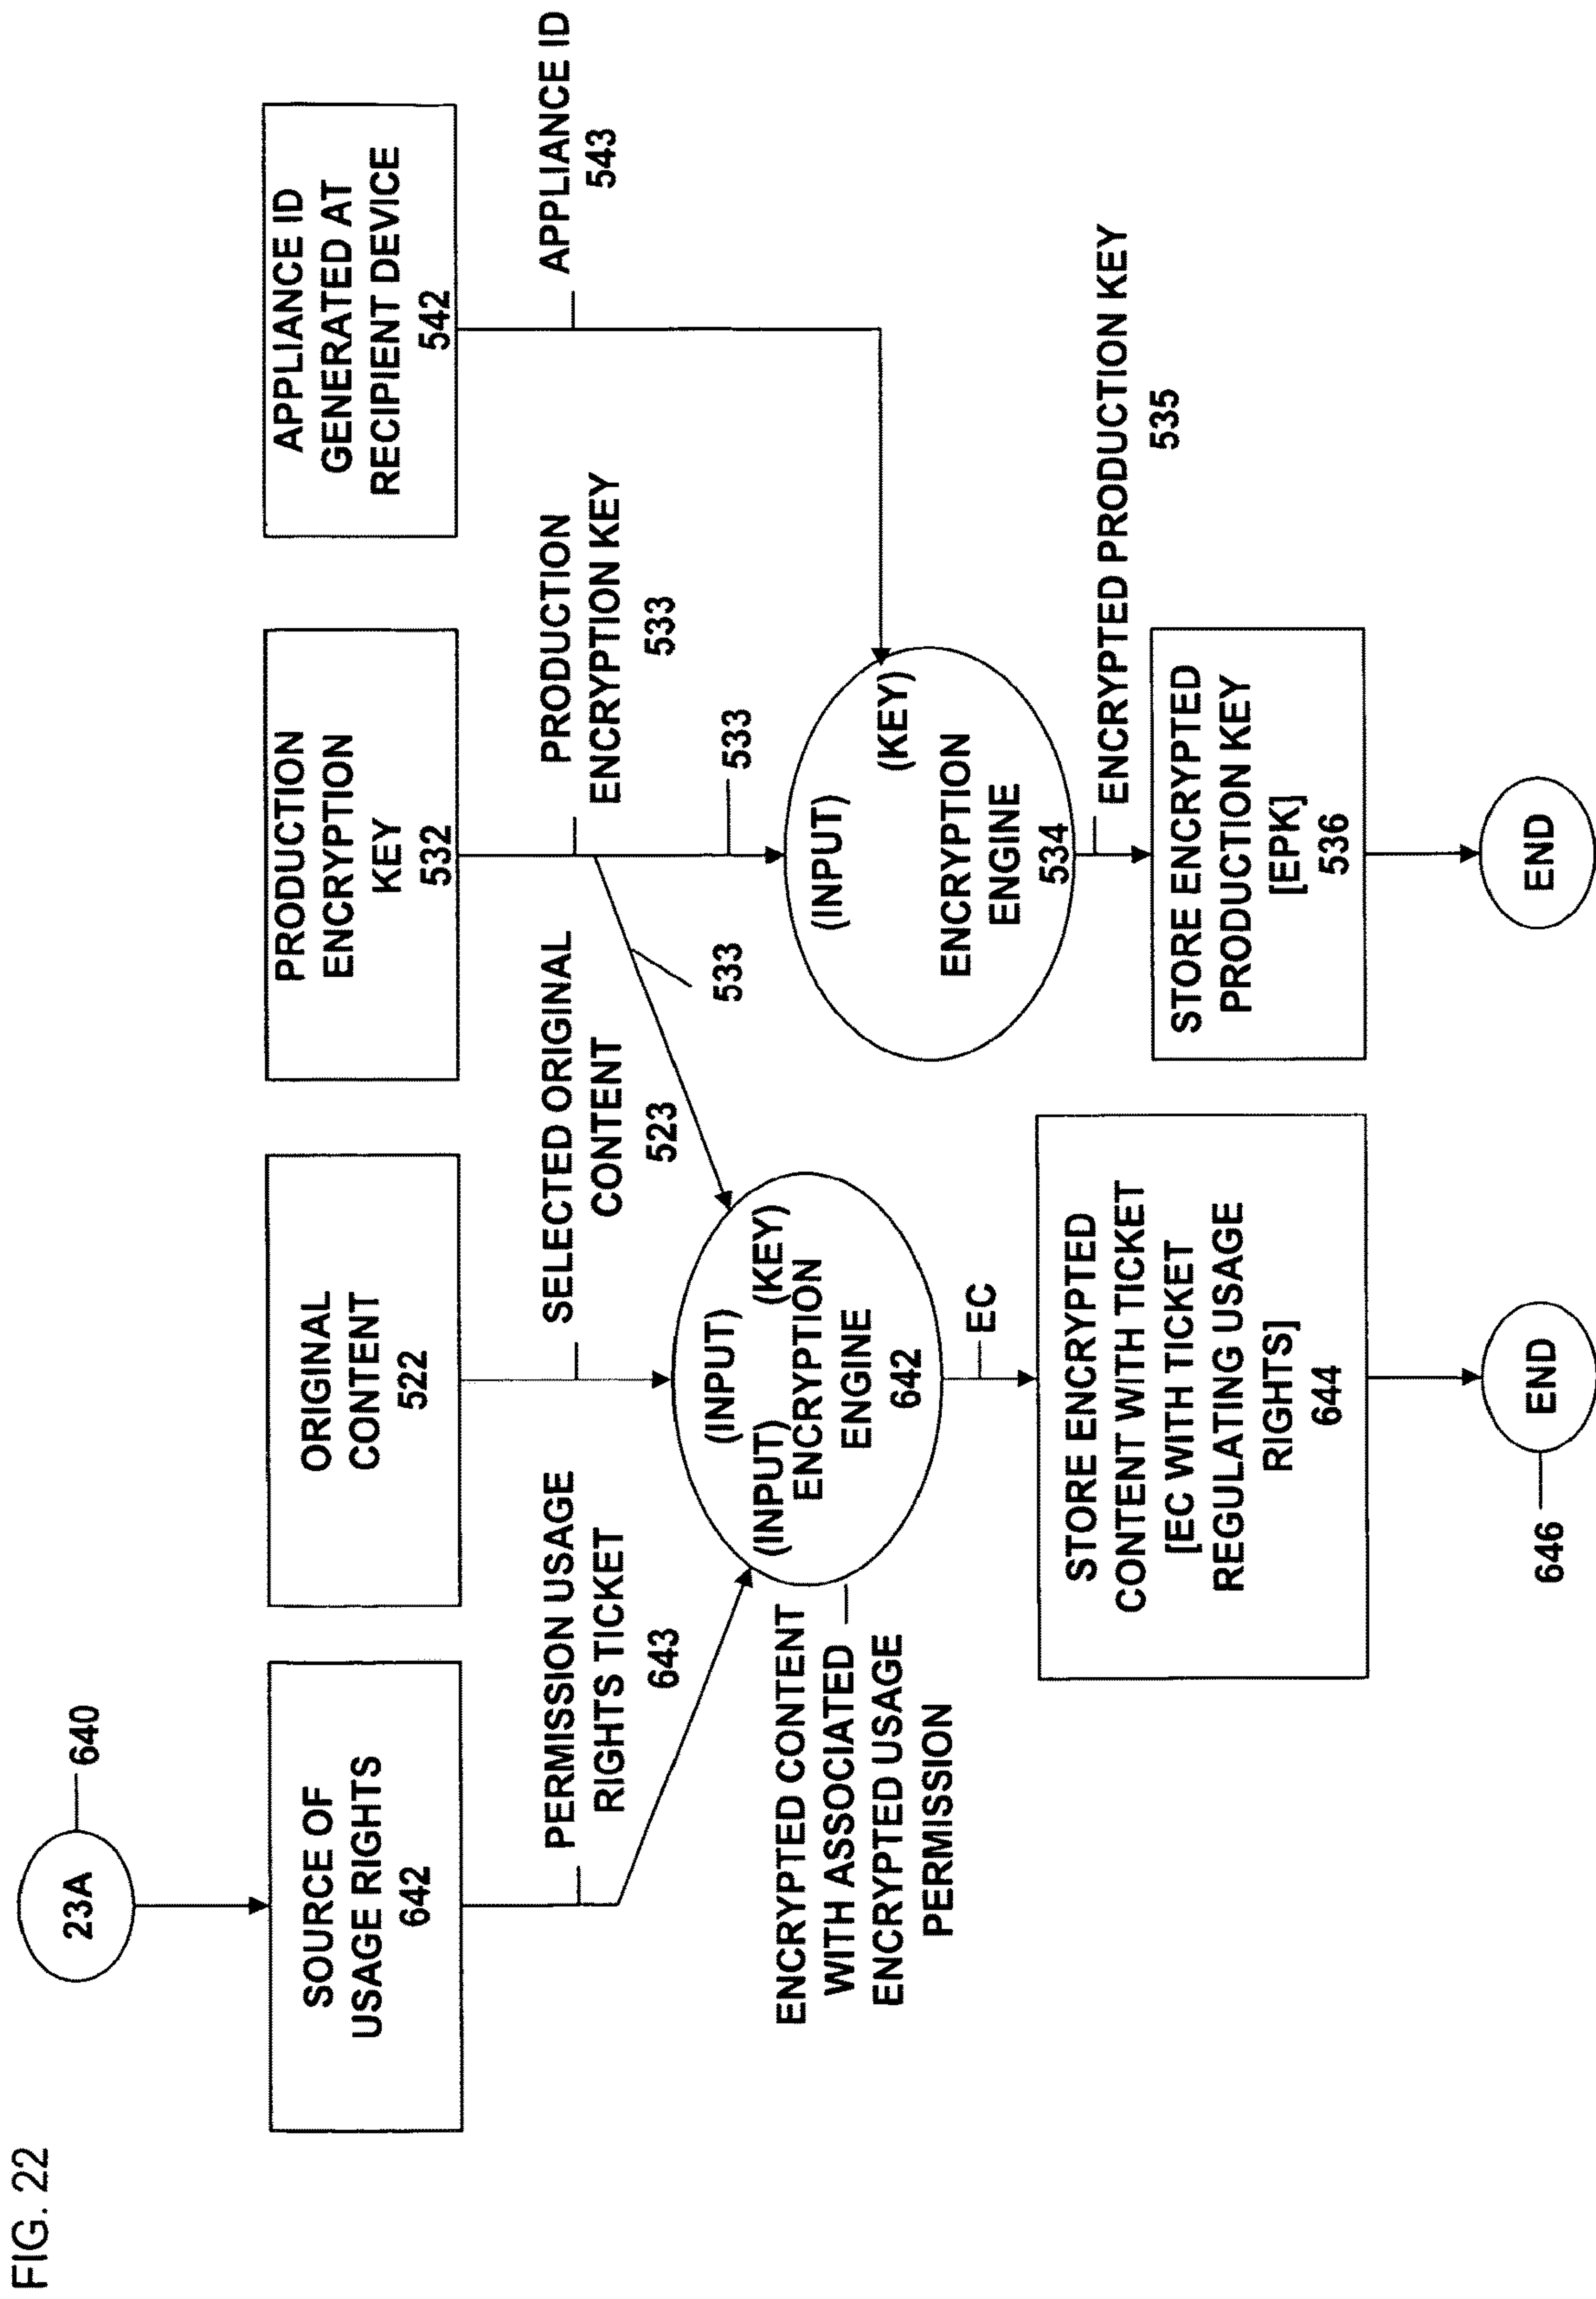 FIG. 22
23A
640
SOURCE OF
USAGE RIGHTS
642
ORIGINAL
CONTENT
522
PRODUCTION
ENCRYPTION
KEY
532
APPLIANCE ID
GENERATED AT
RECIPIENT DEVICE
542
PERMISSION USAGE
RIGHTS TICKET
643
SELECTED ORIGINAL
CONTENT
523
PRODUCTION
ENCRYPTION KEY
533
APPLIANCE ID
543
533
533
(INPUT)
(INPUT)
(KEY)
ENCRYPTION
ENGINE
642
(INPUT)
(KEY)
ENCRYPTION
ENGINE
534
ENCRYPTED CONTENT
WITH ASSOCIATED
ENCRYPTED USAGE
PERMISSION
EC
ENCRYPTED PRODUCTION KEY
535
STORE ENCRYPTED
CONTENT WITH TICKET
[EC WITH TICKET
REGULATING USAGE
RIGHTS]
644
STORE ENCRYPTED
PRODUCTION KEY
[EPK]
536
646
END
END